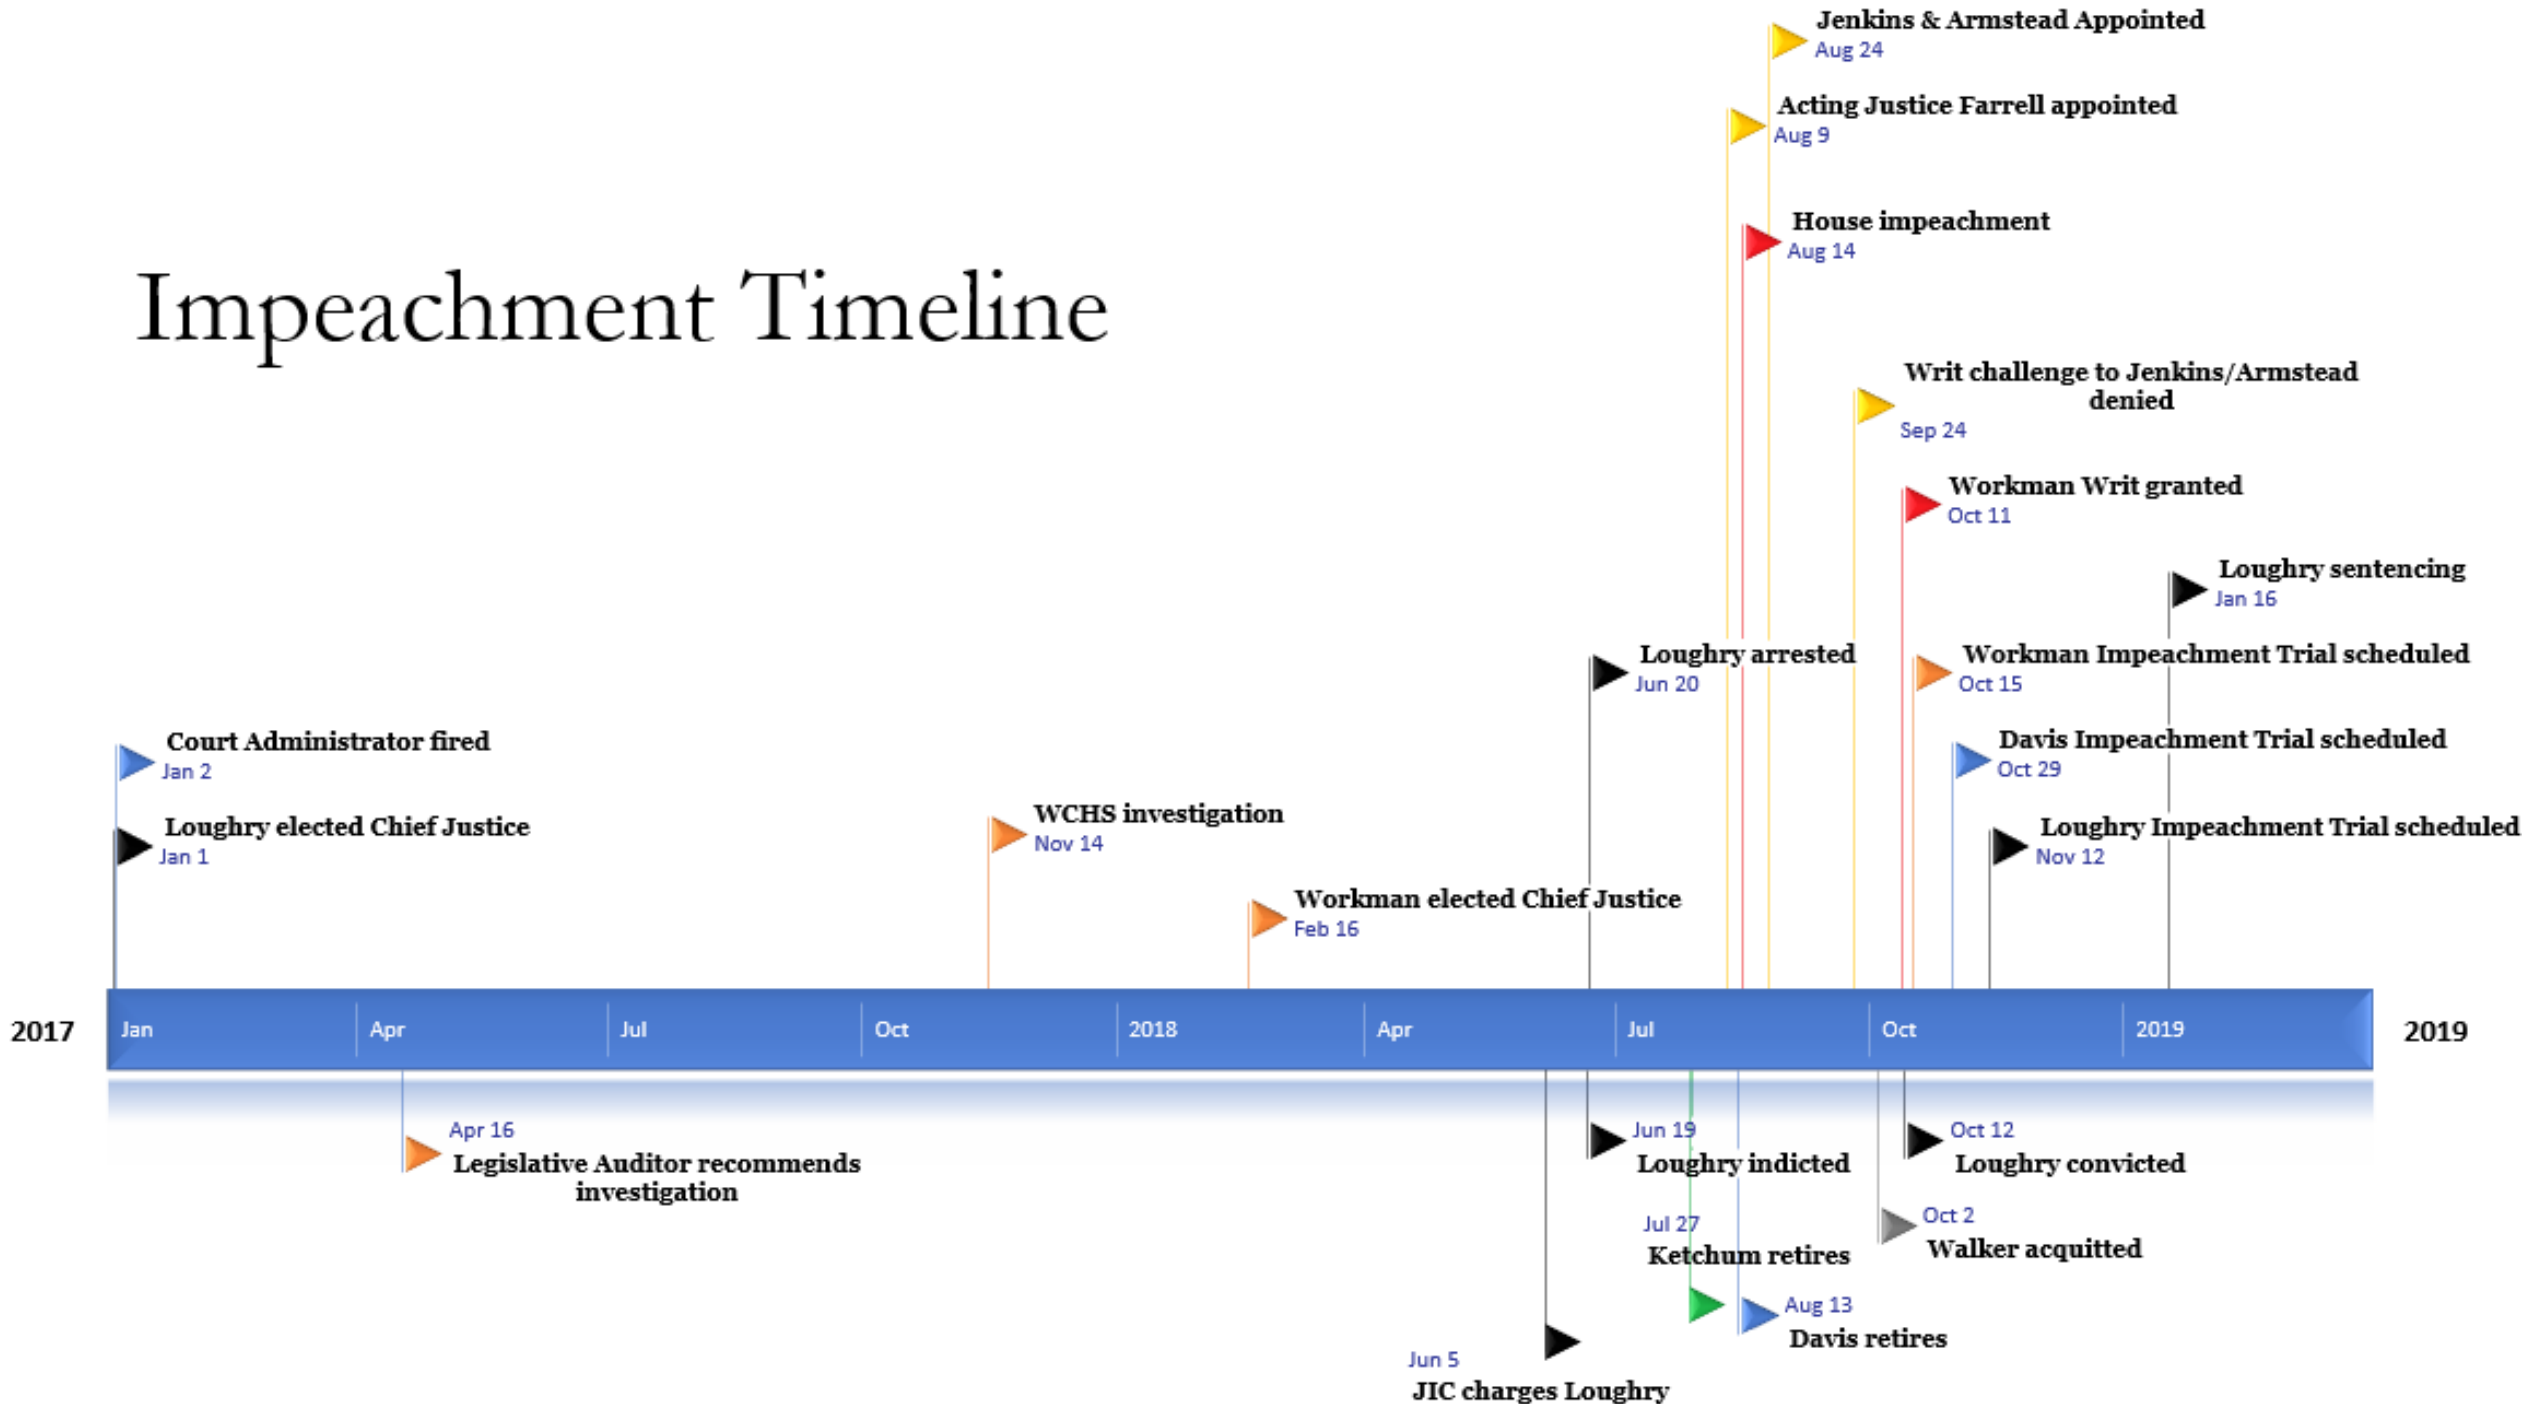 Jenkins & Armstead Appointed
Aug 24
Acting Justice Farrell appointed
Aug 9
House impeachment
Aug 14
Impeachment Timeline
Writ challenge to Jenkins/Armstead
denied
Sep 24
Workman Writ granted
Oct 11
Loughry sentencing
Jan 16
Loughry arrested
Jun 20
Workman Impeachment Trial scheduled
Oct 15
Court Administrator fired
Jan 2
Davis Impeachment Trial scheduled
Oct 29
Loughry elected Chief Justice
Jan 1
WCHS investigation
Nov 14
Loughry Impeachment Trial scheduled
Nov 12
Workman elected Chief Justice
Feb 16
2017 Jan Apr Jul Oct 2018 Apr Jul Oct 2019 2019
Apr 16
Legislative Auditor recommends
investigation
Jun 19
Loughry indicted
Oct 12
Loughry convicted
Jul 27
Ketchum retires
Oct 2
Walker acquitted
Aug 13
Davis retires
Jun 5
JIC charges Loughry